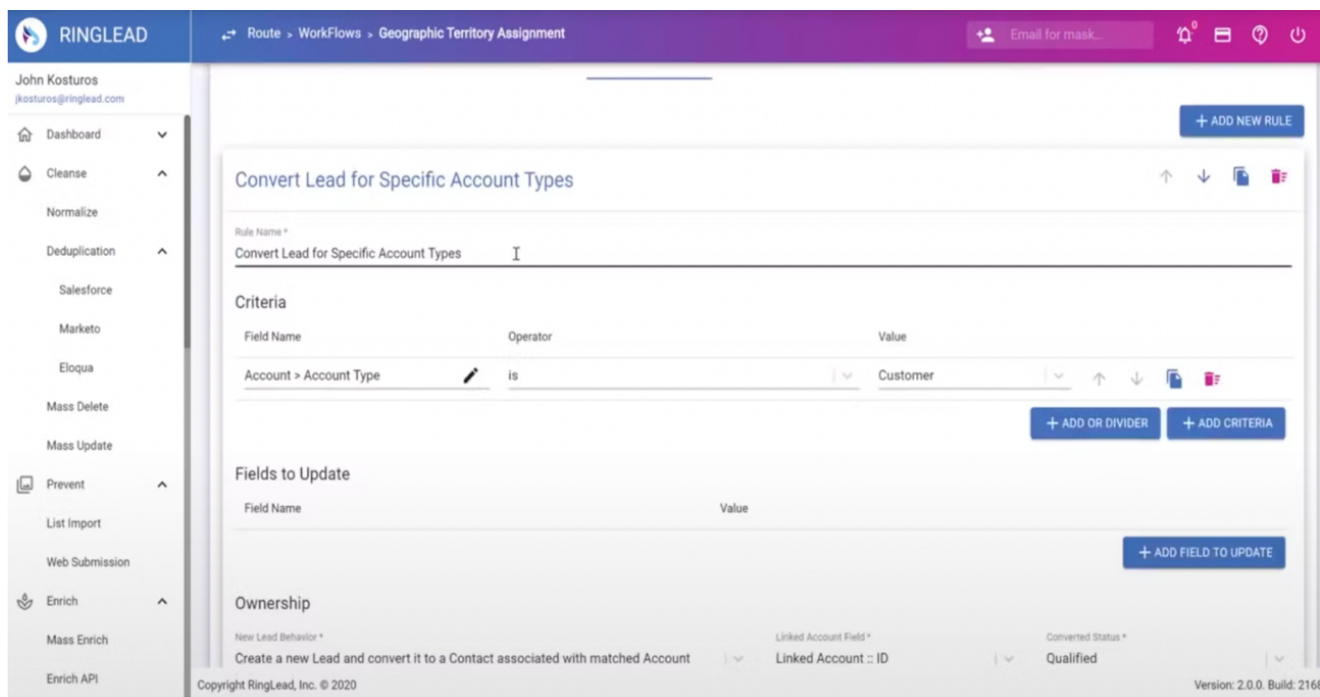 RINGLEAD
Route > WorkFlows > Geographic Territory Assignment
Email for mask...
0
John Kosturos
jkosturos@ringlead.com
Dashboard
Cleanse
Normalize
Deduplication
Salesforce
Marketo
Eloqua
Mass Delete
Mass Update
Prevent
List Import
Web Submission
Enrich
Mass Enrich
Enrich API
+ ADD NEW RULE
Convert Lead for Specific Account Types
Rule Name *
Convert Lead for Specific Account Types
Criteria
Field Name Operator Value
Account > Account Type is Customer
+ ADD OR DIVIDER + ADD CRITERIA
Fields to Update
Field Name Value
+ ADD FIELD TO UPDATE
Ownership
New Lead Behavior * Linked Account Field * Converted Status *
Create a new Lead and convert it to a Contact associated with matched Account Linked Account :: ID Qualified
Copyright RingLead, Inc. © 2020 Version: 2.0.0. Build: 2168